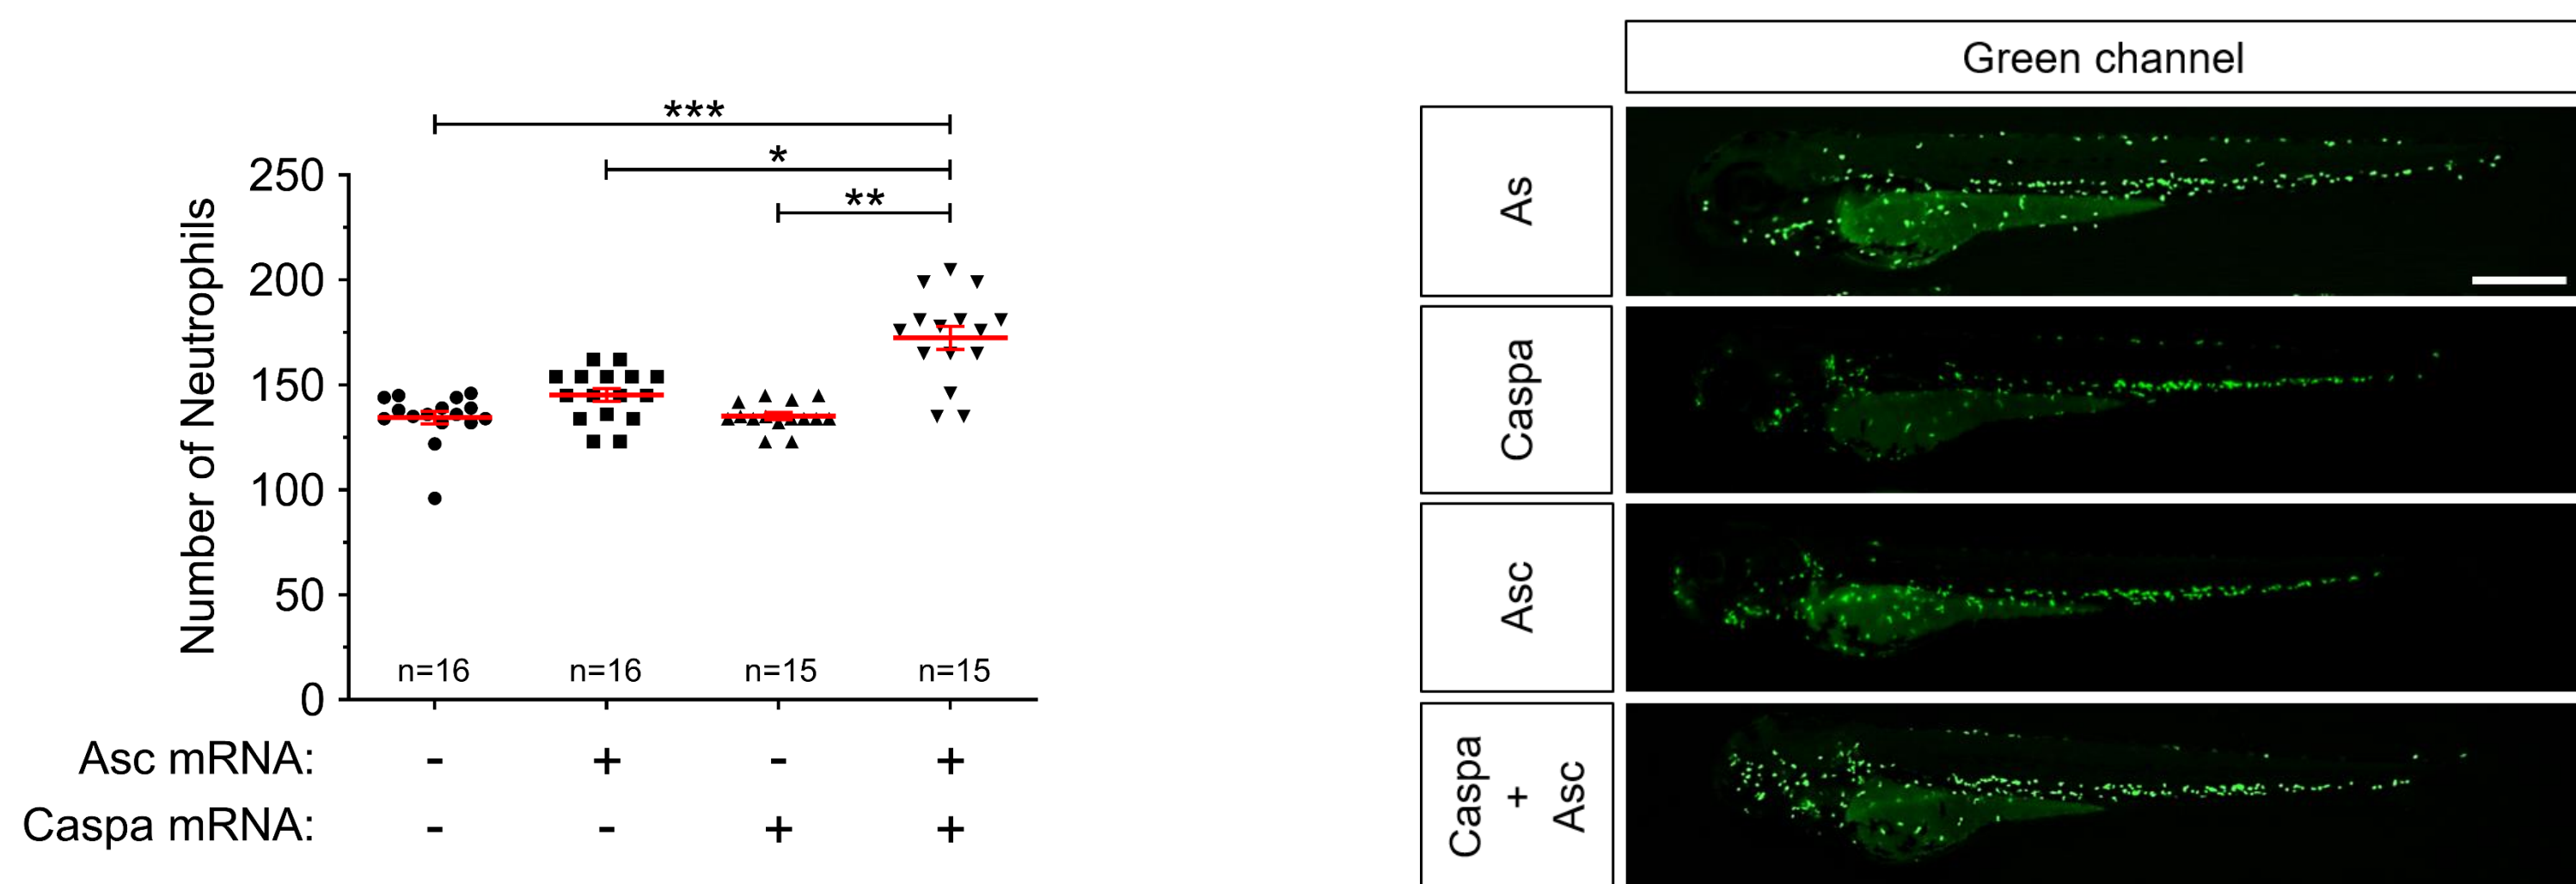 ***
*
**
250
200
150
100
50
0
Number of Neutrophils
n=16
n=16
n=15
n=15
Asc mRNA: - + - +
Caspa mRNA: - - + +
Green channel
As
Caspa
Asc
Caspa
+
Asc